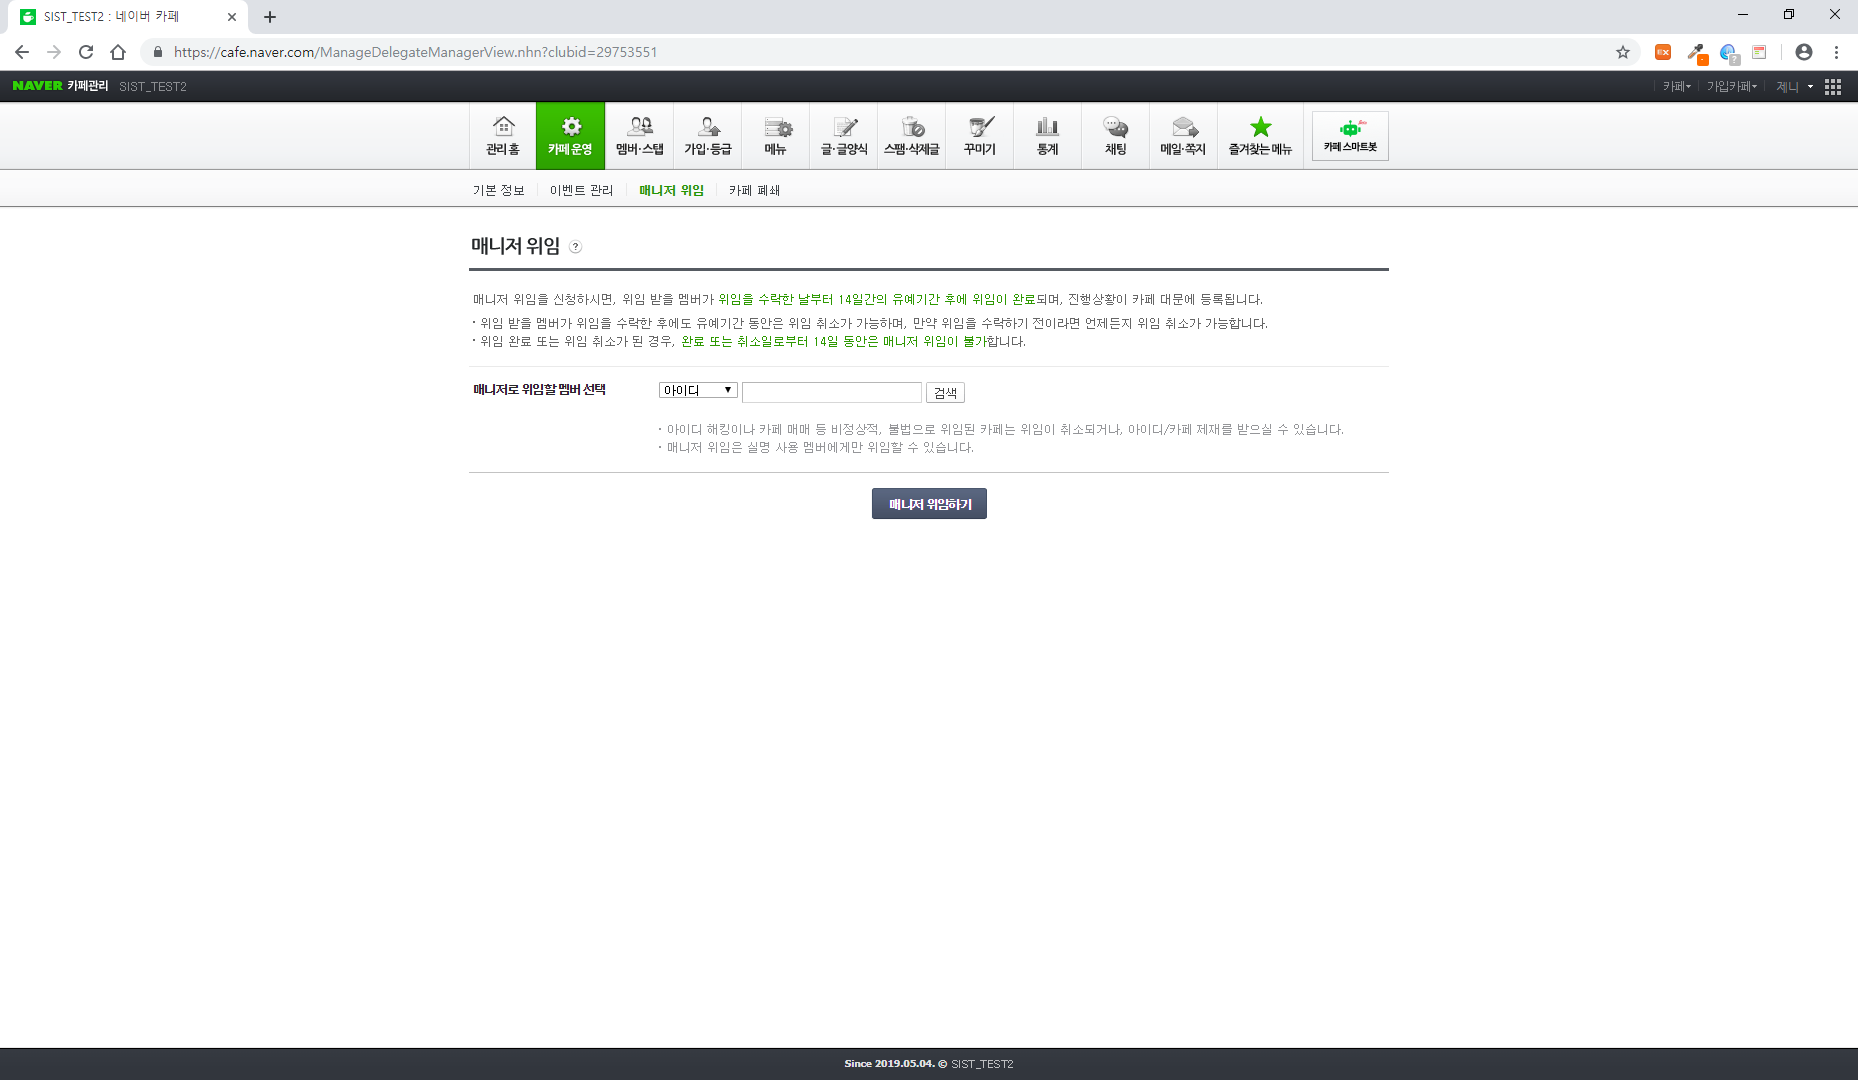 SIST_TEST2 : 네이버 카페
https://cafe.naver.com/ManageDelegateManagerView.nhn?clubid=29753551
NAVER 카페관리 SIST_TEST2 카페 가입카페 제니
관리 홈 카페 운영 멤버·스탭 가입·등급 메뉴 글·글양식 스팸·삭제글 꾸미기 통계 채팅 메일·쪽지 즐겨찾는 메뉴 카페 스마트봇
기본 정보 이벤트 관리 매니저 위임 카페 폐쇄
매니저 위임 ?
매니저 위임을 신청하시면, 위임 받을 멤버가 위임을 수락한 날부터 14일간의 유예기간 후에 위임이 완료되며, 진행상황이 카페 대문에 등록됩니다.
· 위임 받을 멤버가 위임을 수락한 후에도 유예기간 동안은 위임 취소가 가능하며, 만약 위임을 수락하기 전이라면 언제든지 위임 취소가 가능합니다.
· 위임 완료 또는 위임 취소가 된 경우, 완료 또는 취소일로부터 14일 동안은 매니저 위임이 불가합니다.
매니저로 위임할 멤버 선택 아이디 검색
· 아이디 해킹이나 카페 매매 등 비정상적, 불법으로 위임된 카페는 위임이 취소되거나, 아이디/카페 제재를 받으실 수 있습니다.
· 매니저 위임은 실명 사용 멤버에게만 위임할 수 있습니다.
매니저 위임하기
Since 2019.05.04. © SIST_TEST2